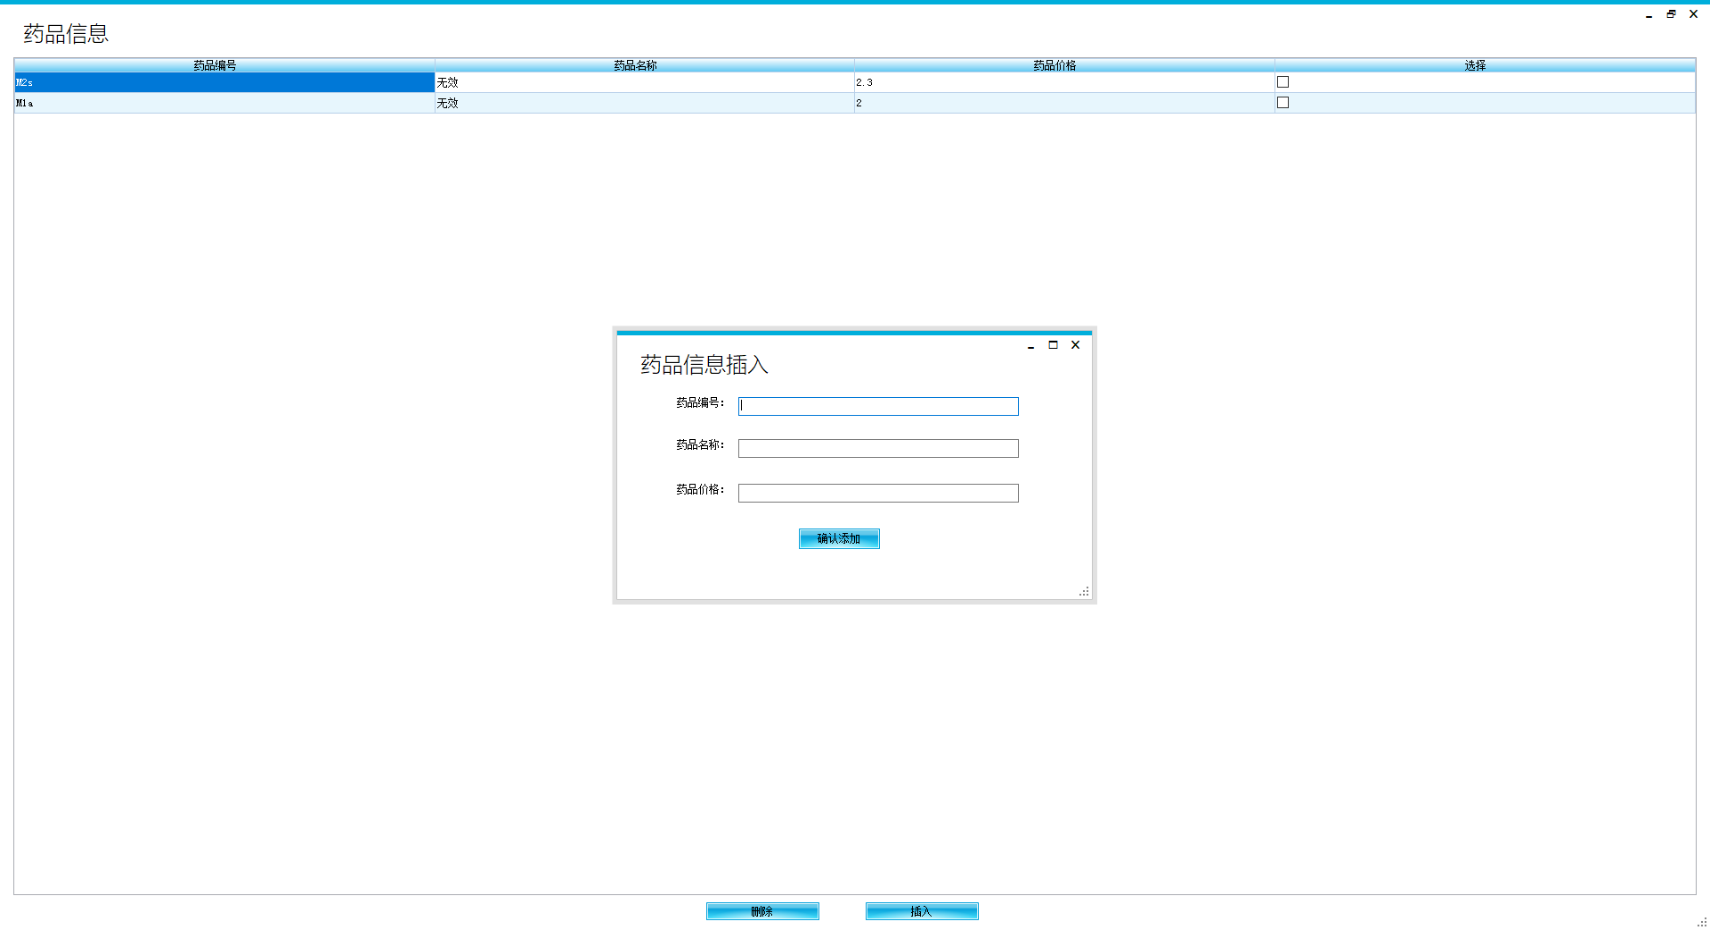 药品信息
药品编号 药品名称 药品价格 选择
M2s 无效 2.3
M1a 无效 2
药品信息插入
药品编号：
药品名称：
药品价格：
确认添加
删除 插入